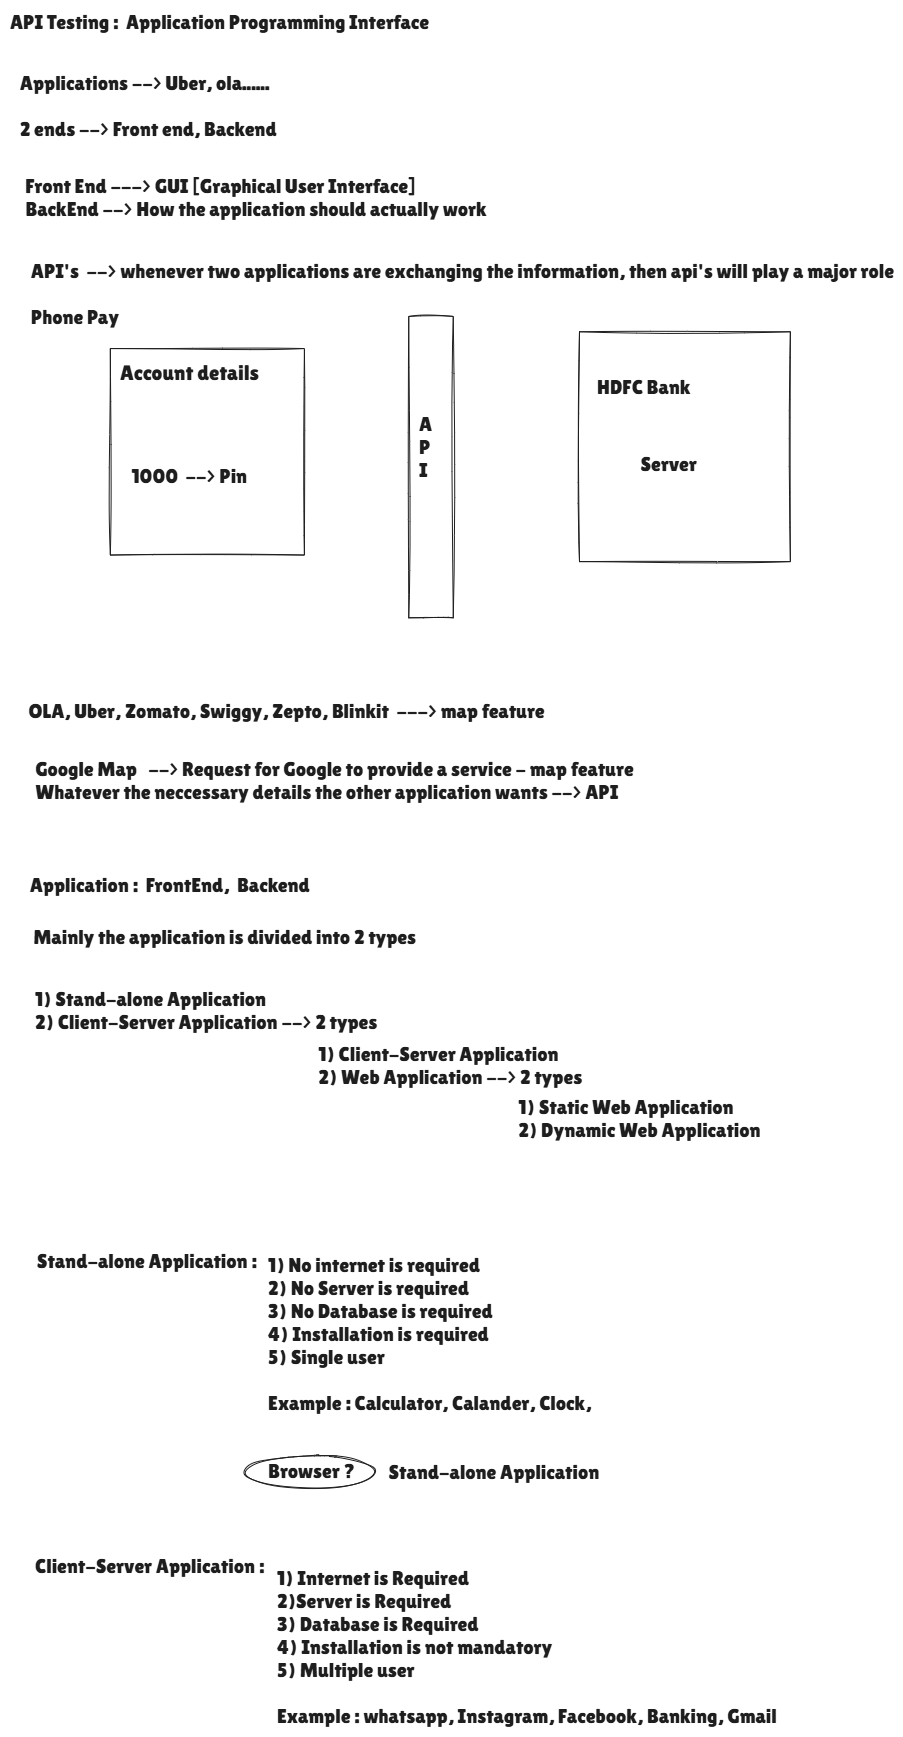 API Testing :  Application Programming Interface
Applications --> Uber, ola......
2 ends --> Front end, Backend
Front End ---> GUI [Graphical User Interface]
BackEnd --> How the application should actually work
API's  --> whenever two applications are exchanging the information, then api's will play a major role
Phone Pay
Account details
1000  --> Pin
A
P
I
HDFC Bank
Server
OLA, Uber, Zomato, Swiggy, Zepto, Blinkit  ---> map feature
Google Map   --> Request for Google to provide a service - map feature
Whatever the neccessary details the other application wants --> API
Application :  FrontEnd,  Backend
Mainly the application is divided into 2 types
1) Stand-alone Application
2) Client-Server Application --> 2 types
1) Client-Server Application
2) Web Application --> 2 types
1) Static Web Application
2) Dynamic Web Application
Stand-alone Application :
1) No internet is required
2) No Server is required
3) No Database is required
4) Installation is required
5) Single user
Example : Calculator, Calander, Clock,
Browser ?   Stand-alone Application
Client-Server Application :
1) Internet is Required
2)Server is Required
3) Database is Required
4) Installation is not mandatory
5) Multiple user
Example : whatsapp, Instagram, Facebook, Banking, Gmail